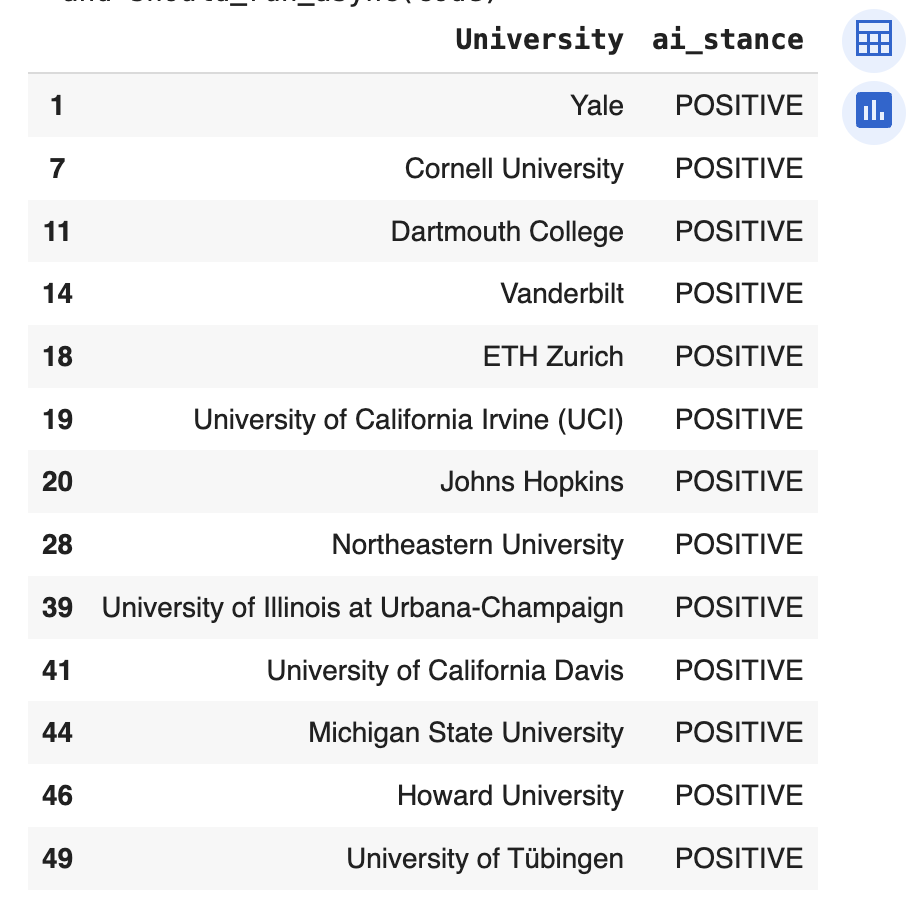 University ai_stance
1 Yale POSITIVE
7 Cornell University POSITIVE
11 Dartmouth College POSITIVE
14 Vanderbilt POSITIVE
18 ETH Zurich POSITIVE
19 University of California Irvine (UCI) POSITIVE
20 Johns Hopkins POSITIVE
28 Northeastern University POSITIVE
39 University of Illinois at Urbana-Champaign POSITIVE
41 University of California Davis POSITIVE
44 Michigan State University POSITIVE
46 Howard University POSITIVE
49 University of Tübingen POSITIVE